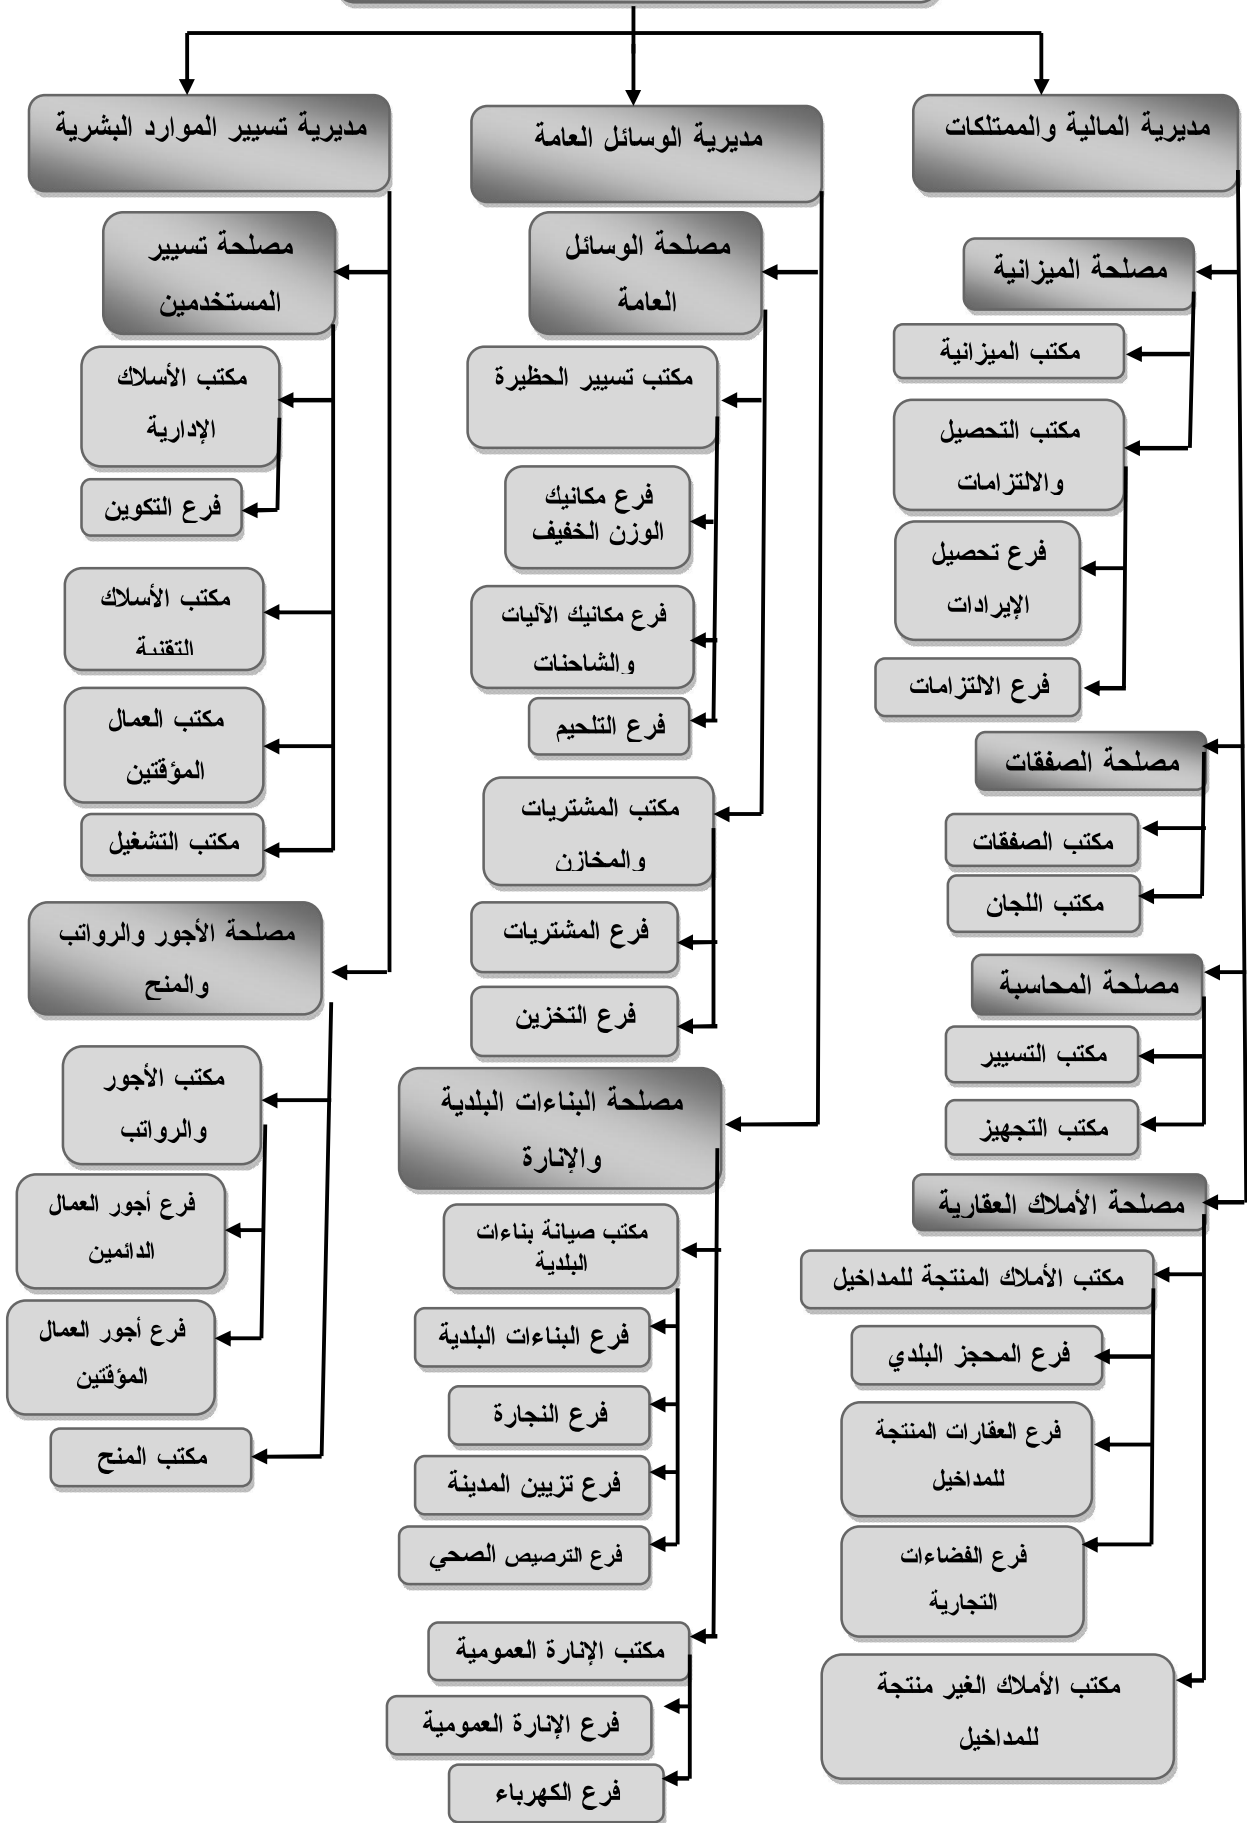 مديرية المالية والممتلكات
مصلحة الميزانية
مكتب الميزانية
مكتب التحصيل
والالتزامات
فرع تحصيل
الإيرادات
فرع الالتزامات
مصلحة الصفقات
مكتب الصفقات
مكتب اللجان
مصلحة المحاسبة
مكتب التسيير
مكتب التجهيز
مصلحة الأملاك العقارية
مكتب الأملاك المنتجة للمداخيل
فرع المحجز البلدي
فرع العقارات المنتجة
للمداخيل
فرع الفضاءات
التجارية
مكتب الأملاك الغير منتجة
للمداخيل
مديرية الوسائل العامة
مصلحة الوسائل
العامة
مكتب تسيير الحظيرة
فرع مكانيك
الوزن الخفيف
فرع مكانيك الآليات
والشاحنات
فرع التلحيم
مكتب المشتريات
والمخازن
فرع المشتريات
فرع التخزين
مصلحة البناءات البلدية
والإنارة
مكتب صيانة بناءات
البلدية
فرع البناءات البلدية
فرع النجارة
فرع تزيين المدينة
فرع الترصيص الصحي
مكتب الإنارة العمومية
فرع الإنارة العمومية
فرع الكهرباء
مديرية تسيير الموارد البشرية
مصلحة تسيير
المستخدمين
مكتب الأسلاك
الإدارية
فرع التكوين
مكتب الأسلاك
التقنية
مكتب العمال
المؤقتين
مكتب التشغيل
مصلحة الأجور والرواتب
والمنح
مكتب الأجور
والرواتب
فرع أجور العمال
الدائمين
فرع أجور العمال
المؤقتين
مكتب المنح